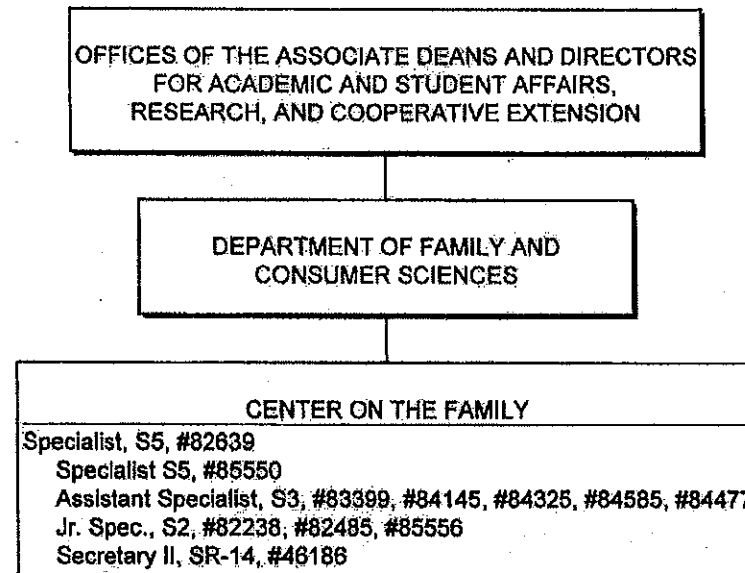 OFFICES OF THE ASSOCIATE DEANS AND DIRECTORS
FOR ACADEMIC AND STUDENT AFFAIRS,
RESEARCH, AND COOPERATIVE EXTENSION
DEPARTMENT OF FAMILY AND
CONSUMER SCIENCES
CENTER ON THE FAMILY
Specialist, S5, #82639
Specialist S5, #85550
Assistant Specialist, S3, #83399, #84145, #84325, #84585, #84477
Jr. Spec., S2, #82238, #82485, #85556
Secretary II, SR-14, #46186